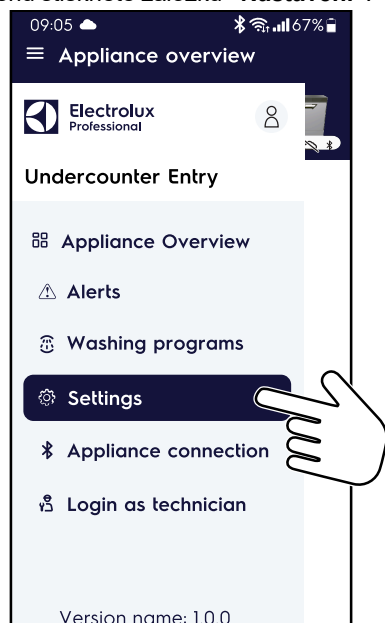 09:05 67%
Appliance overview
Electrolux
Professional
Undercounter Entry
Appliance Overview
Alerts
Washing programs
Settings
Appliance connection
Login as technician
Version name: 1.0.0